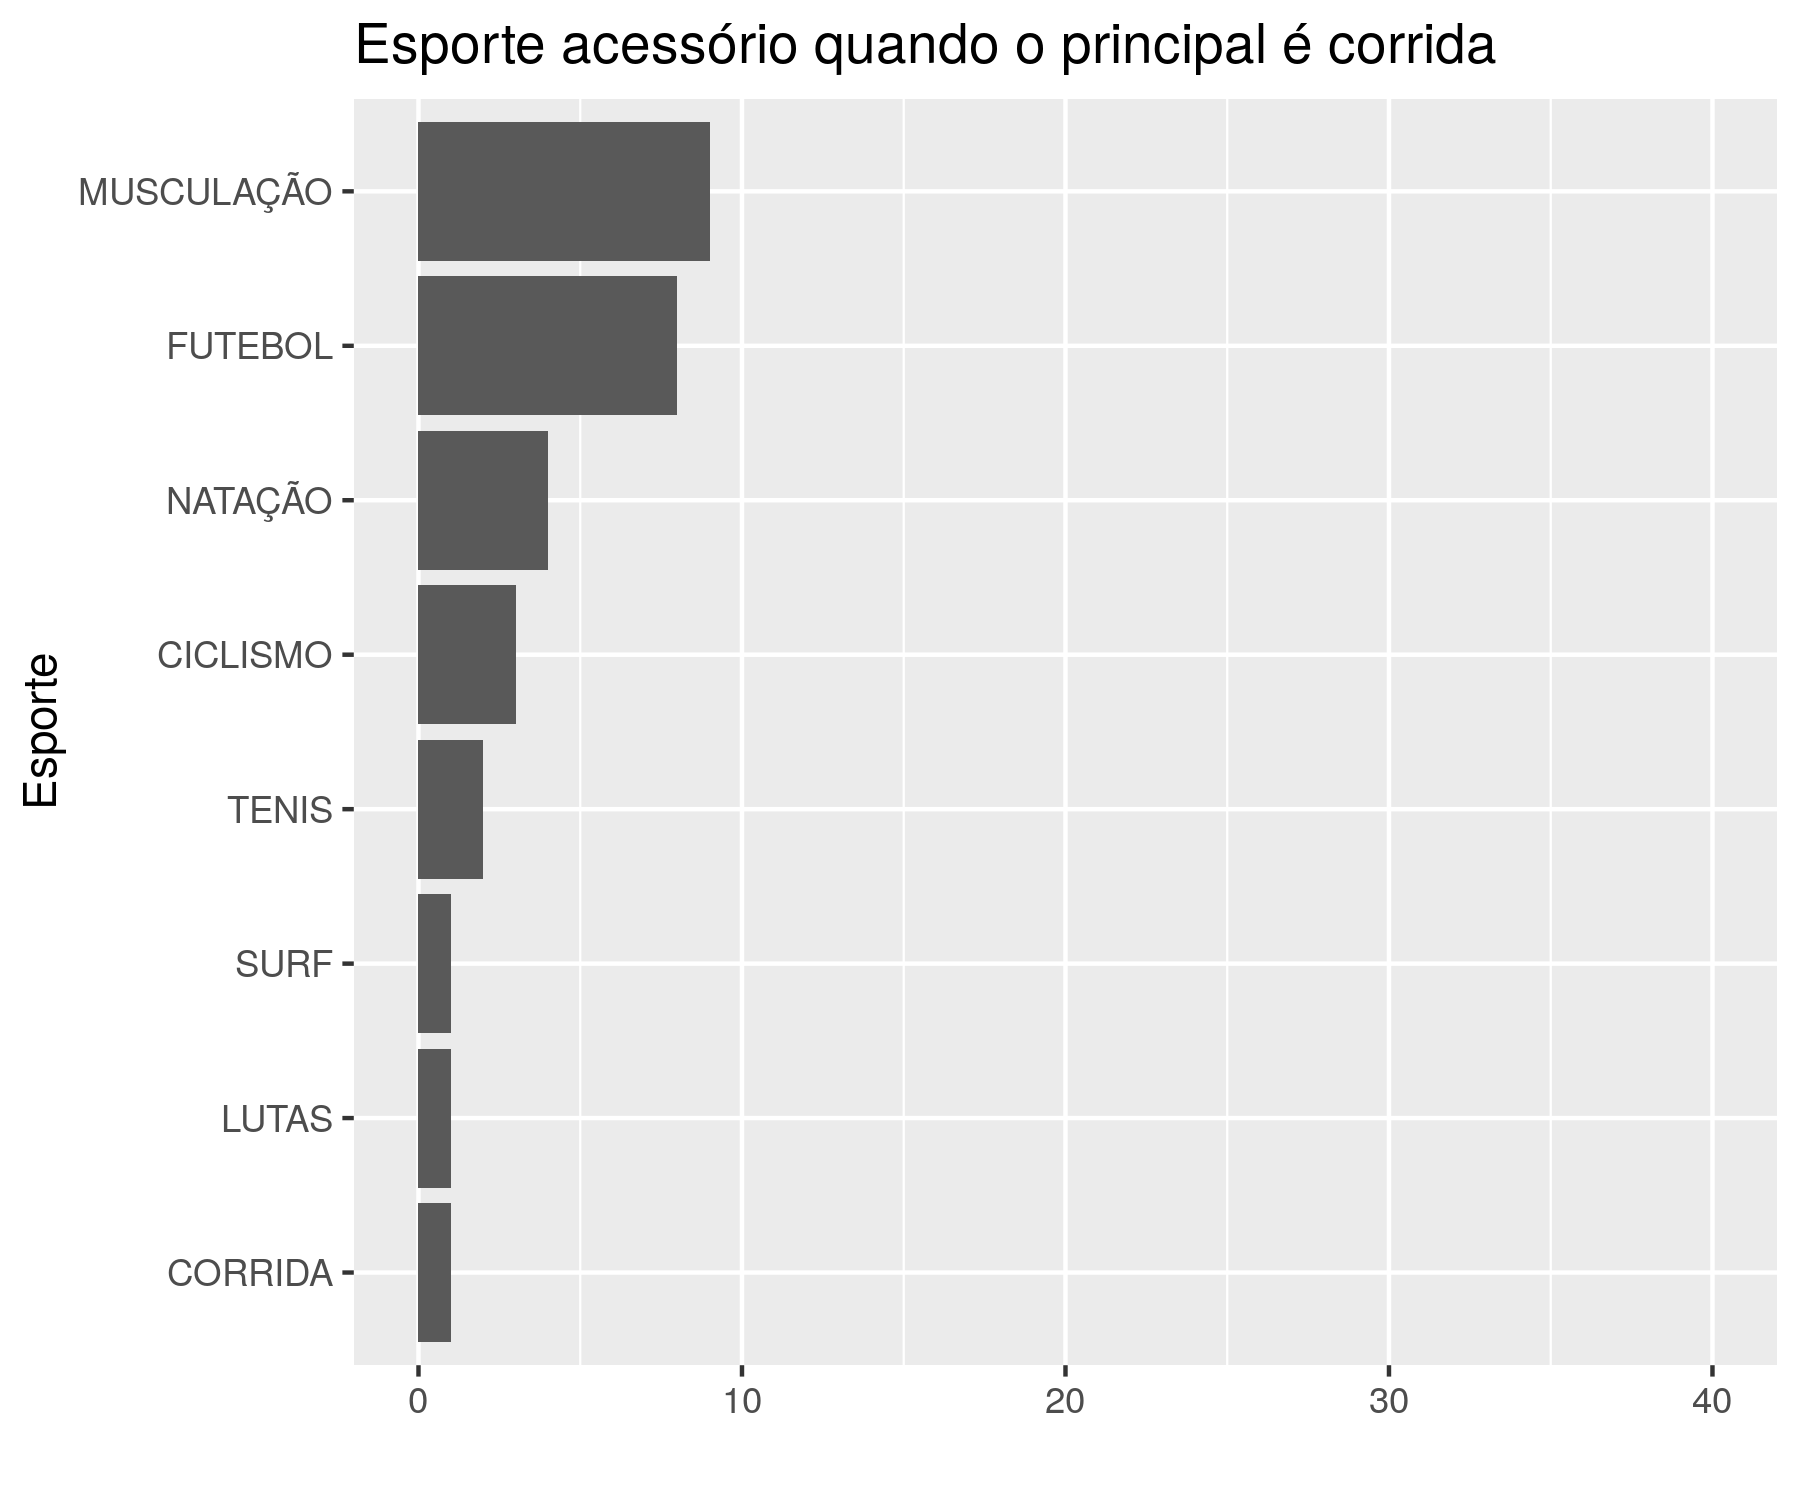 Esporte acessório quando o principal é corrida
MUSCULAÇÃO
FUTEBOL
NATAÇÃO
CICLISMO
TENIS
SURF
LUTAS
CORRIDA
Esporte
0 10 20 30 40